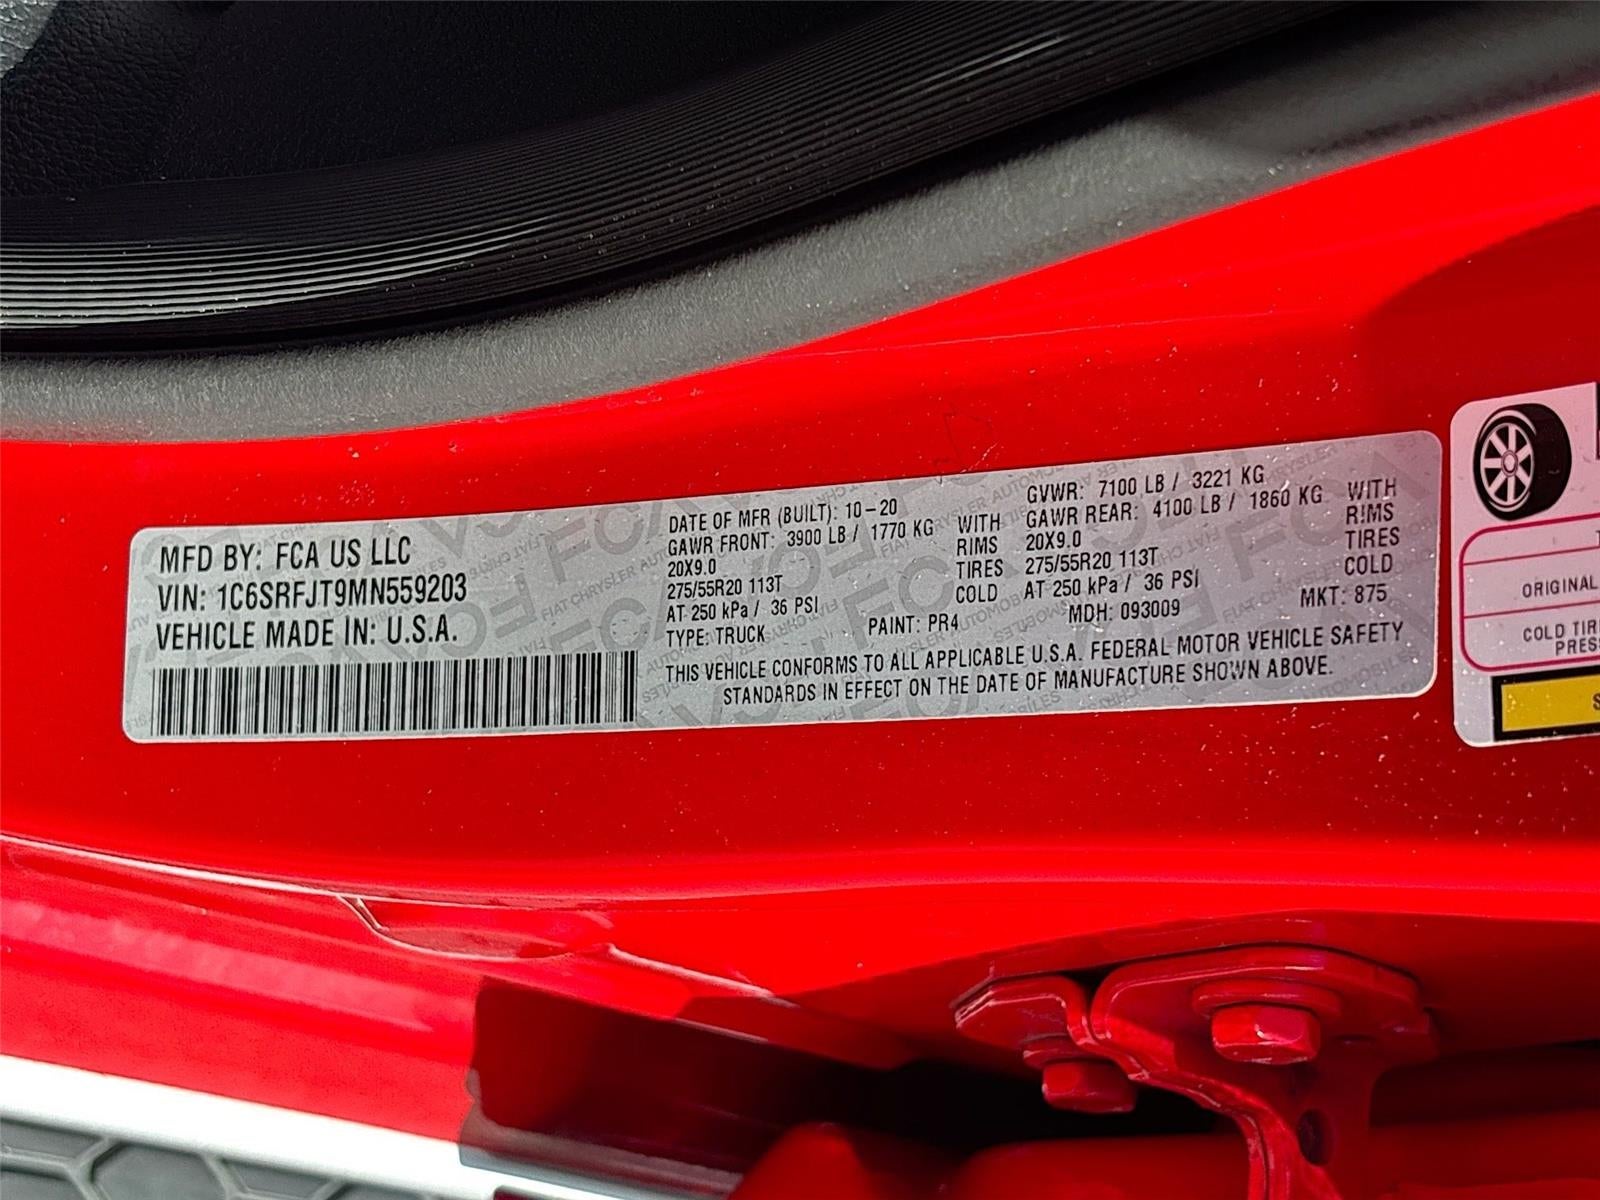 MFD BY: FCA US LLC
VIN: 1C6SRFJT9MN559203
VEHICLE MADE IN: U.S.A.
DATE OF MFR (BUILT): 10-20
GAWR FRONT: 3900 LB / 1770 KG WITH
20X9.0 RIMS
275/55R20 113T TIRES
AT 250 kPa / 36 PSI COLD
GVWR: 7100 LB / 3221 KG
GAWR REAR: 4100 LB / 1860 KG WITH
20X9.0 RIMS
275/55R20 113T TIRES
AT 250 kPa / 36 PSI COLD
TYPE: TRUCK PAINT: PR4 MDH: 093009 MKT: 875
THIS VEHICLE CONFORMS TO ALL APPLICABLE U.S.A. FEDERAL MOTOR VEHICLE SAFETY
STANDARDS IN EFFECT ON THE DATE OF MANUFACTURE SHOWN ABOVE.
ORIGINAL
COLD